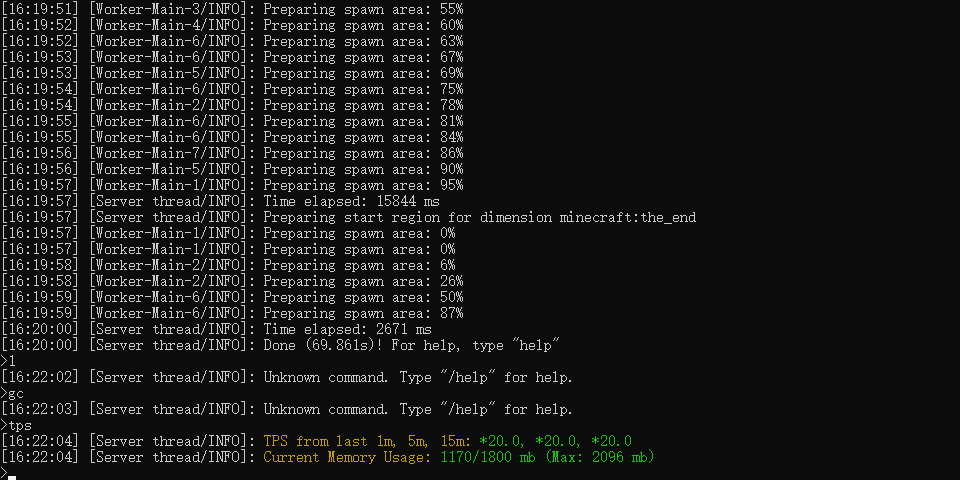 [16:19:51] [Worker-Main-3/INFO]: Preparing spawn area: 55%
[16:19:52] [Worker-Main-4/INFO]: Preparing spawn area: 60%
[16:19:52] [Worker-Main-6/INFO]: Preparing spawn area: 63%
[16:19:53] [Worker-Main-6/INFO]: Preparing spawn area: 67%
[16:19:53] [Worker-Main-5/INFO]: Preparing spawn area: 69%
[16:19:54] [Worker-Main-6/INFO]: Preparing spawn area: 75%
[16:19:54] [Worker-Main-2/INFO]: Preparing spawn area: 78%
[16:19:55] [Worker-Main-6/INFO]: Preparing spawn area: 81%
[16:19:55] [Worker-Main-6/INFO]: Preparing spawn area: 84%
[16:19:56] [Worker-Main-7/INFO]: Preparing spawn area: 86%
[16:19:56] [Worker-Main-5/INFO]: Preparing spawn area: 90%
[16:19:57] [Worker-Main-1/INFO]: Preparing spawn area: 95%
[16:19:57] [Server thread/INFO]: Time elapsed: 15844 ms
[16:19:57] [Server thread/INFO]: Preparing start region for dimension minecraft:the_end
[16:19:57] [Worker-Main-1/INFO]: Preparing spawn area: 0%
[16:19:57] [Worker-Main-1/INFO]: Preparing spawn area: 0%
[16:19:58] [Worker-Main-2/INFO]: Preparing spawn area: 6%
[16:19:58] [Worker-Main-2/INFO]: Preparing spawn area: 26%
[16:19:59] [Worker-Main-6/INFO]: Preparing spawn area: 50%
[16:19:59] [Worker-Main-6/INFO]: Preparing spawn area: 87%
[16:20:00] [Server thread/INFO]: Time elapsed: 2671 ms
[16:20:00] [Server thread/INFO]: Done (69.861s)! For help, type "help"
>l
[16:22:02] [Server thread/INFO]: Unknown command. Type "/help" for help.
>gc
[16:22:03] [Server thread/INFO]: Unknown command. Type "/help" for help.
>tps
[16:22:04] [Server thread/INFO]: TPS from last 1m, 5m, 15m: *20.0, *20.0, *20.0
[16:22:04] [Server thread/INFO]: Current Memory Usage: 1170/1800 mb (Max: 2096 mb)
>